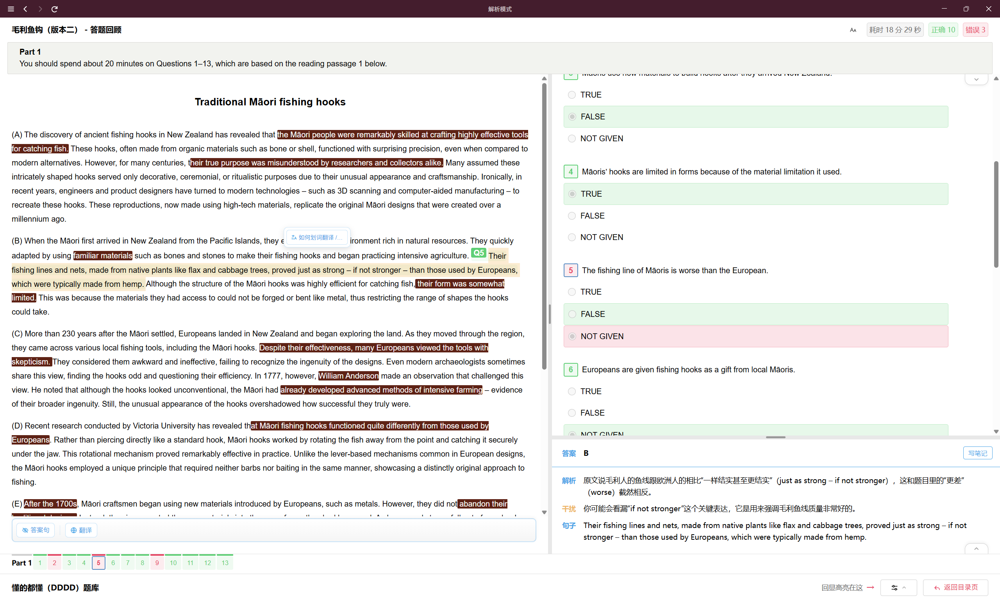 解析模式
毛利鱼钩（版本二） - 答题回顾
耗时 18 分 29 秒
正确 10
错误 3
Part 1
You should spend about 20 minutes on Questions 1–13, which are based on the reading passage 1 below.
Traditional Māori fishing hooks
(A) The discovery of ancient fishing hooks in New Zealand has revealed that the Māori people were remarkably skilled at crafting highly effective tools
for catching fish. These hooks, often made from organic materials such as bone or shell, functioned with surprising precision, even when compared to
modern alternatives. However, for many centuries, their true purpose was misunderstood by researchers and collectors alike. Many assumed these
intricately shaped hooks served only decorative, ceremonial, or ritualistic purposes due to their unusual appearance and craftsmanship. Ironically, in
recent years, engineers and product designers have turned to modern technologies – such as 3D scanning and computer-aided manufacturing – to
recreate these hooks. These reproductions, now made using high-tech materials, replicate the original Māori designs that were created over a
millennium ago.
(B) When the Māori first arrived in New Zealand from the Pacific Islands, they e 如何划词翻译 /... ironment rich in natural resources. They quickly
adapted by using familiar materials such as bones and stones to make their fishing hooks and began practicing intensive agriculture. Q5 Their
fishing lines and nets, made from native plants like flax and cabbage trees, proved just as strong – if not stronger – than those used by Europeans,
which were typically made from hemp. Although the structure of the Māori hooks was highly efficient for catching fish, their form was somewhat
limited. This was because the materials they had access to could not be forged or bent like metal, thus restricting the range of shapes the hooks
could take.
(C) More than 230 years after the Māori settled, Europeans landed in New Zealand and began exploring the land. As they moved through the region,
they came across various local fishing tools, including the Māori hooks. Despite their effectiveness, many Europeans viewed the tools with
skepticism. They considered them awkward and ineffective, failing to recognize the ingenuity of the designs. Even modern archaeologists sometimes
share this view, finding the hooks odd and questioning their efficiency. In 1777, however, William Anderson made an observation that challenged this
view. He noted that although the hooks looked unconventional, the Māori had already developed advanced methods of intensive farming – evidence
of their broader ingenuity. Still, the unusual appearance of the hooks overshadowed how successful they truly were.
(D) Recent research conducted by Victoria University has revealed that Māori fishing hooks functioned quite differently from those used by
Europeans. Rather than piercing directly like a standard hook, Māori hooks worked by rotating the fish away from the point and catching it securely
under the jaw. This rotational mechanism proved remarkably effective in practice. Unlike the lever-based mechanisms common in European designs,
the Māori hooks employed a unique principle that required neither barbs nor baiting in the same manner, showcasing a distinctly original approach to
fishing.
(E) After the 1700s, Māori craftsmen began using new materials introduced by Europeans, such as metals. However, they did not abandon their
答案句
翻译
Māoris use new materials to build hooks after they arrived New Zealand.
TRUE
FALSE
NOT GIVEN
4 Māoris’ hooks are limited in forms because of the material limitation it used.
TRUE
FALSE
NOT GIVEN
5 The fishing line of Māoris is worse than the European.
TRUE
FALSE
NOT GIVEN
6 Europeans are given fishing hooks as a gift from local Māoris.
TRUE
FALSE
NOT GIVEN
答案 B
写笔记
解析 原文说毛利人的鱼线跟欧洲人的相比“一样结实甚至更结实”（just as strong – if not stronger），这和题目里的“更差”
（worse）截然相反。
干扰 你可能会看漏“if not stronger”这个关键表达，它是用来强调毛利鱼线质量非常好的。
句子 Their fishing lines and nets, made from native plants like flax and cabbage trees, proved just as strong – if not
stronger – than those used by Europeans, which were typically made from hemp.
Part 1 1 2 3 4 5 6 7 8 9 10 11 12 13
懂的都懂（DDDD）题库
回显高亮在这 →
返回目录页